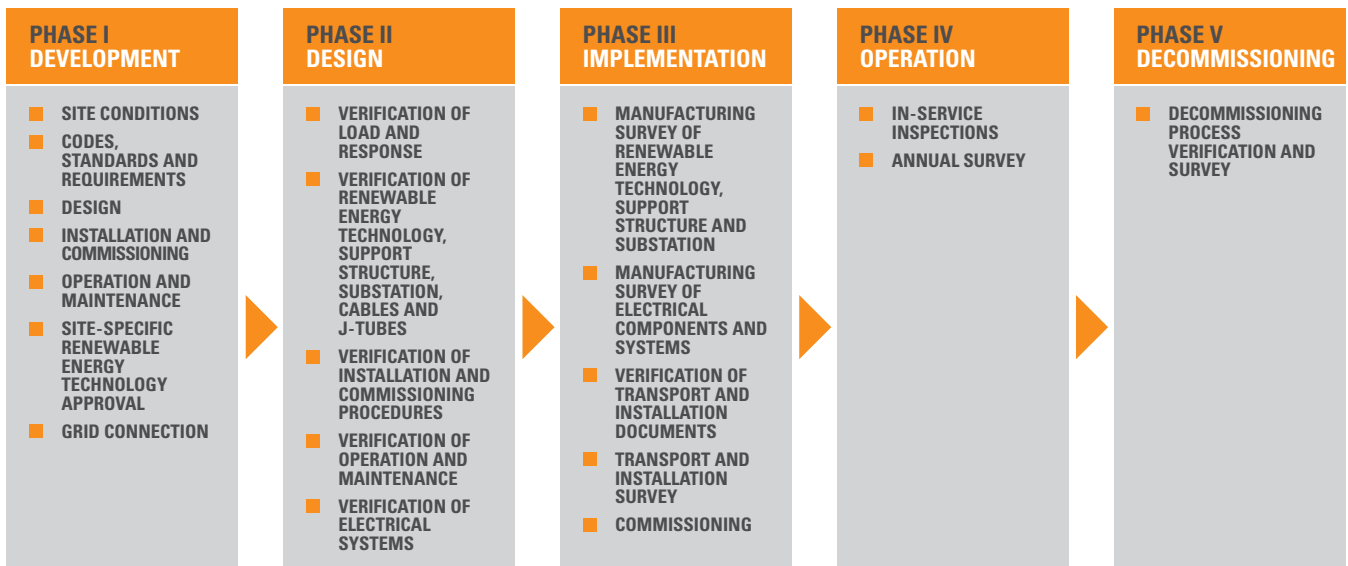 PHASE I
DEVELOPMENT
SITE CONDITIONS
CODES,
STANDARDS AND
REQUIREMENTS
DESIGN
INSTALLATION AND
COMMISSIONING
OPERATION AND
MAINTENANCE
SITE-SPECIFIC
RENEWABLE
ENERGY
TECHNOLOGY
APPROVAL
GRID CONNECTION
PHASE II
DESIGN
VERIFICATION OF
LOAD AND
RESPONSE
VERIFICATION OF
RENEWABLE
ENERGY
TECHNOLOGY,
SUPPORT
STRUCTURE,
SUBSTATION,
CABLES AND
J-TUBES
VERIFICATION OF
INSTALLATION AND
COMMISSIONING
PROCEDURES
VERIFICATION OF
OPERATION AND
MAINTENANCE
VERIFICATION OF
ELECTRICAL
SYSTEMS
PHASE III
IMPLEMENTATION
MANUFACTURING
SURVEY OF
RENEWABLE
ENERGY
TECHNOLOGY,
SUPPORT
STRUCTURE AND
SUBSTATION
MANUFACTURING
SURVEY OF
ELECTRICAL
COMPONENTS AND
SYSTEMS
VERIFICATION OF
TRANSPORT AND
INSTALLATION
DOCUMENTS
TRANSPORT AND
INSTALLATION
SURVEY
COMMISSIONING
PHASE IV
OPERATION
IN-SERVICE
INSPECTIONS
ANNUAL SURVEY
PHASE V
DECOMMISSIONING
DECOMMISSIONING
PROCESS
VERIFICATION AND
SURVEY